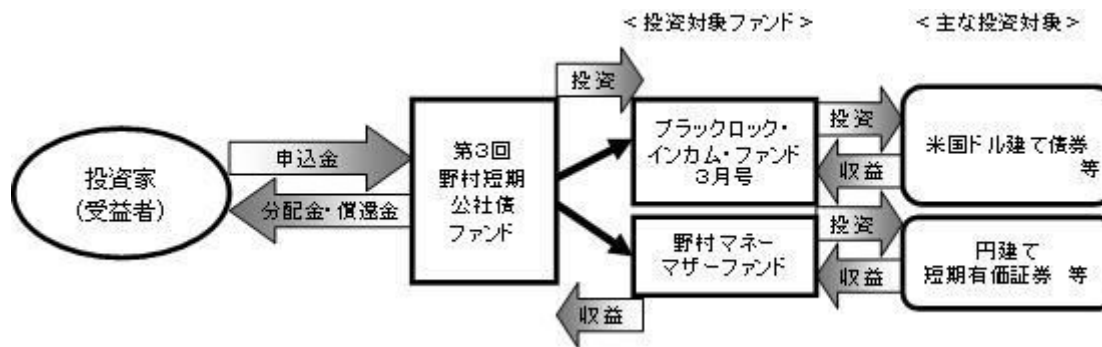 <投資対象ファンド>
<主な投資対象>
投資
投資家
(受益者)
申込金
分配金・償還金
第3回
野村短期
公社債
ファンド
ブラックロック・
インカム・ファンド
3月号
投資
収益
米国ドル建て債券
等
野村マネー
マザーファンド
投資
収益
円建て
短期有価証券 等
収益